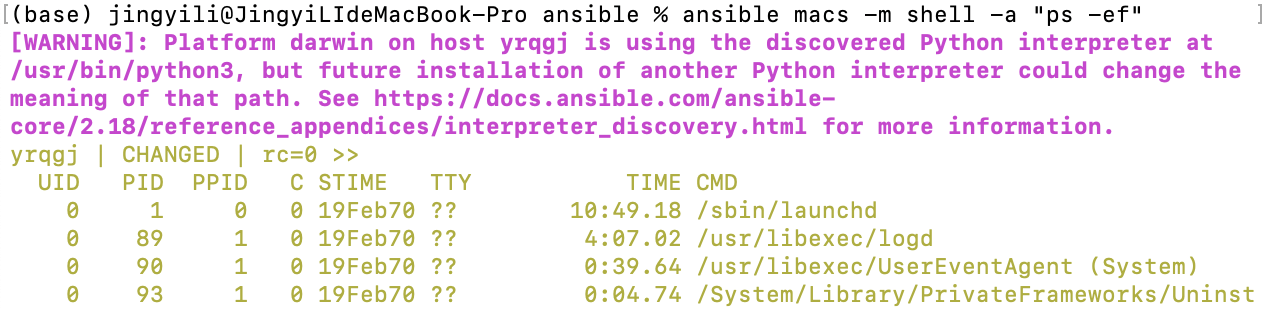 [(base) jingyili@JingyiLIdeMacBook-Pro ansible % ansible macs -m shell -a "ps -ef" ]
[WARNING]: Platform darwin on host yrqgj is using the discovered Python interpreter at
/usr/bin/python3, but future installation of another Python interpreter could change the
meaning of that path. See https://docs.ansible.com/ansible-
core/2.18/reference_appendices/interpreter_discovery.html for more information.
yrqgj | CHANGED | rc=0 >>
  UID   PID  PPID   C STIME   TTY           TIME CMD
    0     1     0   0 19Feb70 ??        10:49.18 /sbin/launchd
    0    89     1   0 19Feb70 ??         4:07.02 /usr/libexec/logd
    0    90     1   0 19Feb70 ??         0:39.64 /usr/libexec/UserEventAgent (System)
    0    93     1   0 19Feb70 ??         0:04.74 /System/Library/PrivateFrameworks/Uninst